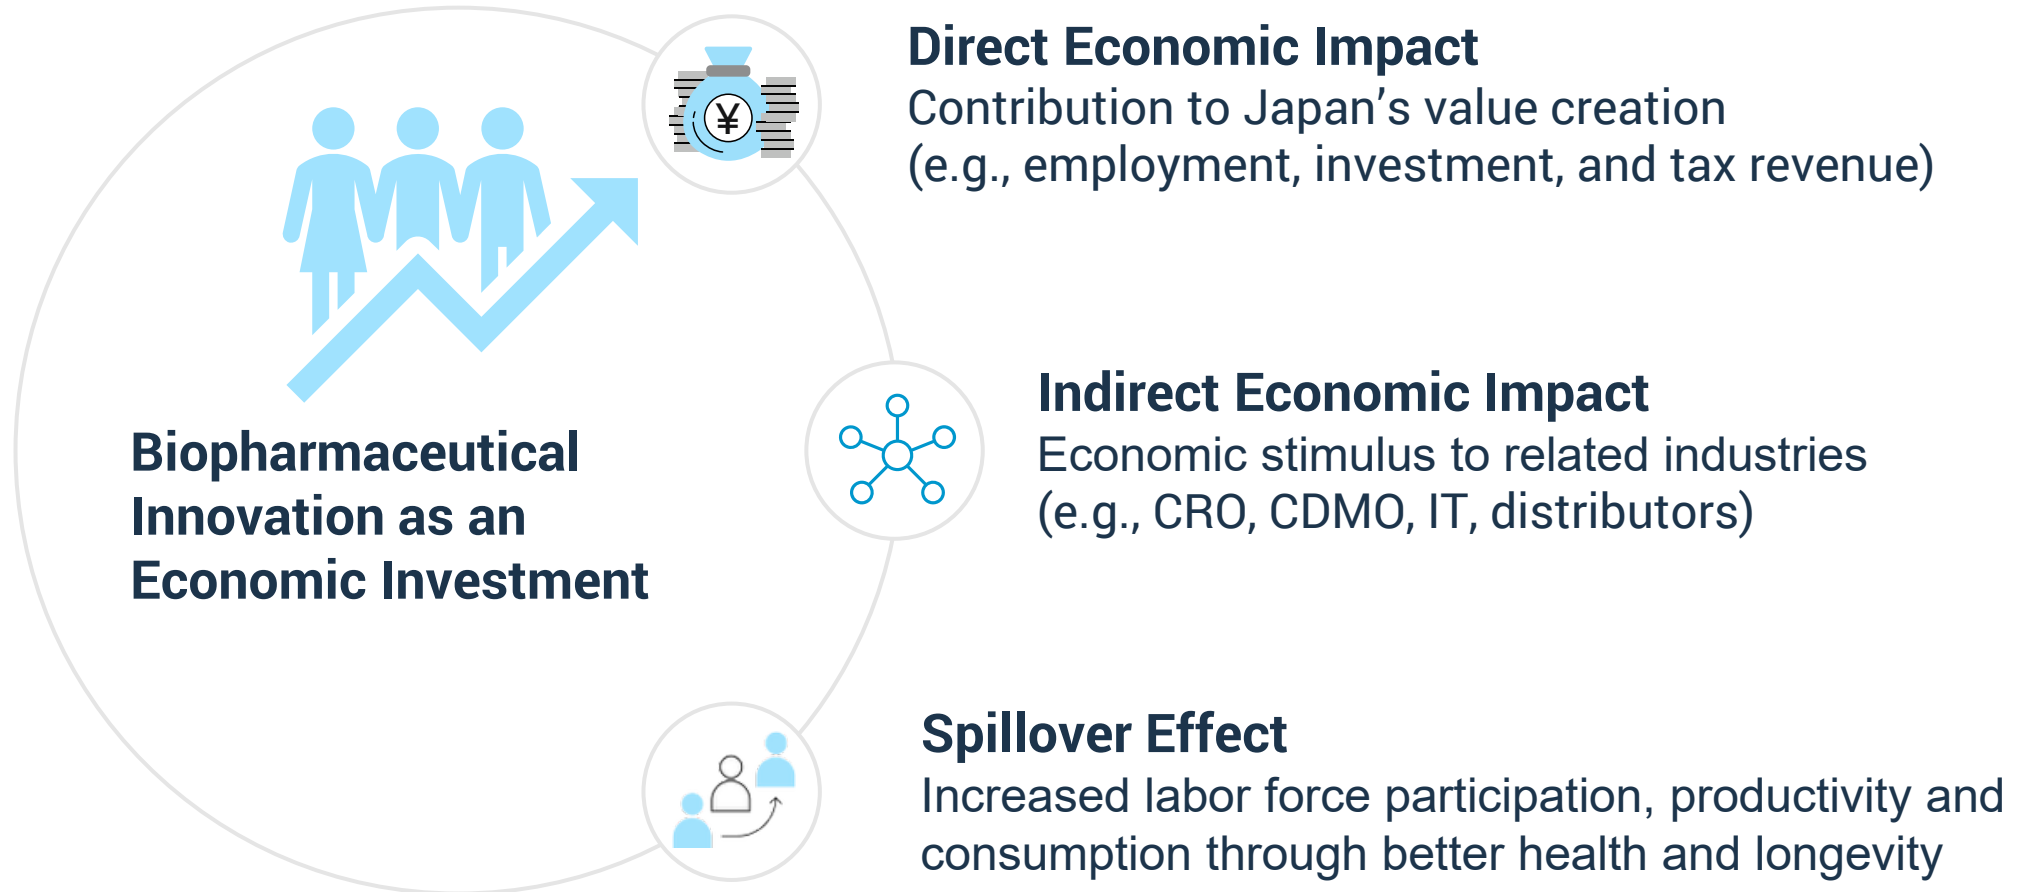 Biopharmaceutical
Innovation as an
Economic Investment
¥
Direct Economic Impact
Contribution to Japan’s value creation
(e.g., employment, investment, and tax revenue)
Indirect Economic Impact
Economic stimulus to related industries
(e.g., CRO, CDMO, IT, distributors)
Spillover Effect
Increased labor force participation, productivity and
consumption through better health and longevity